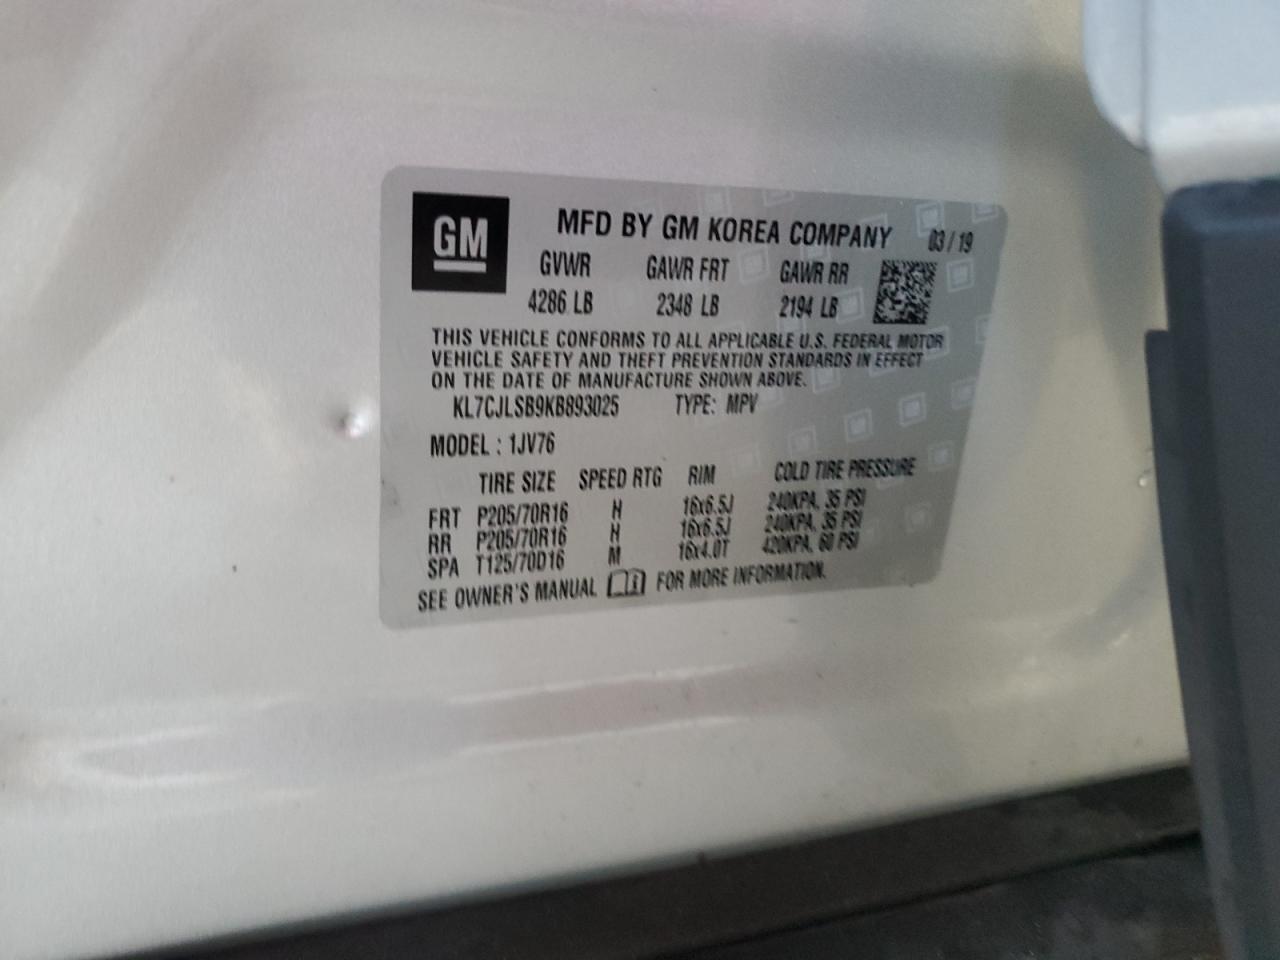 GM
MFD BY GM KOREA COMPANY 03/19
GVWR GAWR FRT GAWR RR
4286 LB 2348 LB 2194 LB
THIS VEHICLE CONFORMS TO ALL APPLICABLE U.S. FEDERAL MOTOR
VEHICLE SAFETY AND THEFT PREVENTION STANDARDS IN EFFECT
ON THE DATE OF MANUFACTURE SHOWN ABOVE.
KL7CJLSB9KB893025 TYPE: MPV
MODEL : 1JV76
TIRE SIZE SPEED RTG RIM COLD TIRE PRESSURE
FRT P205/70R16 H 16x6.5J 240KPA, 35 PSI
RR P205/70R16 H 16x6.5J 240KPA, 35 PSI
SPA T125/70D16 M 16x4.0T 420KPA, 60 PSI
SEE OWNER'S MANUAL FOR MORE INFORMATION.